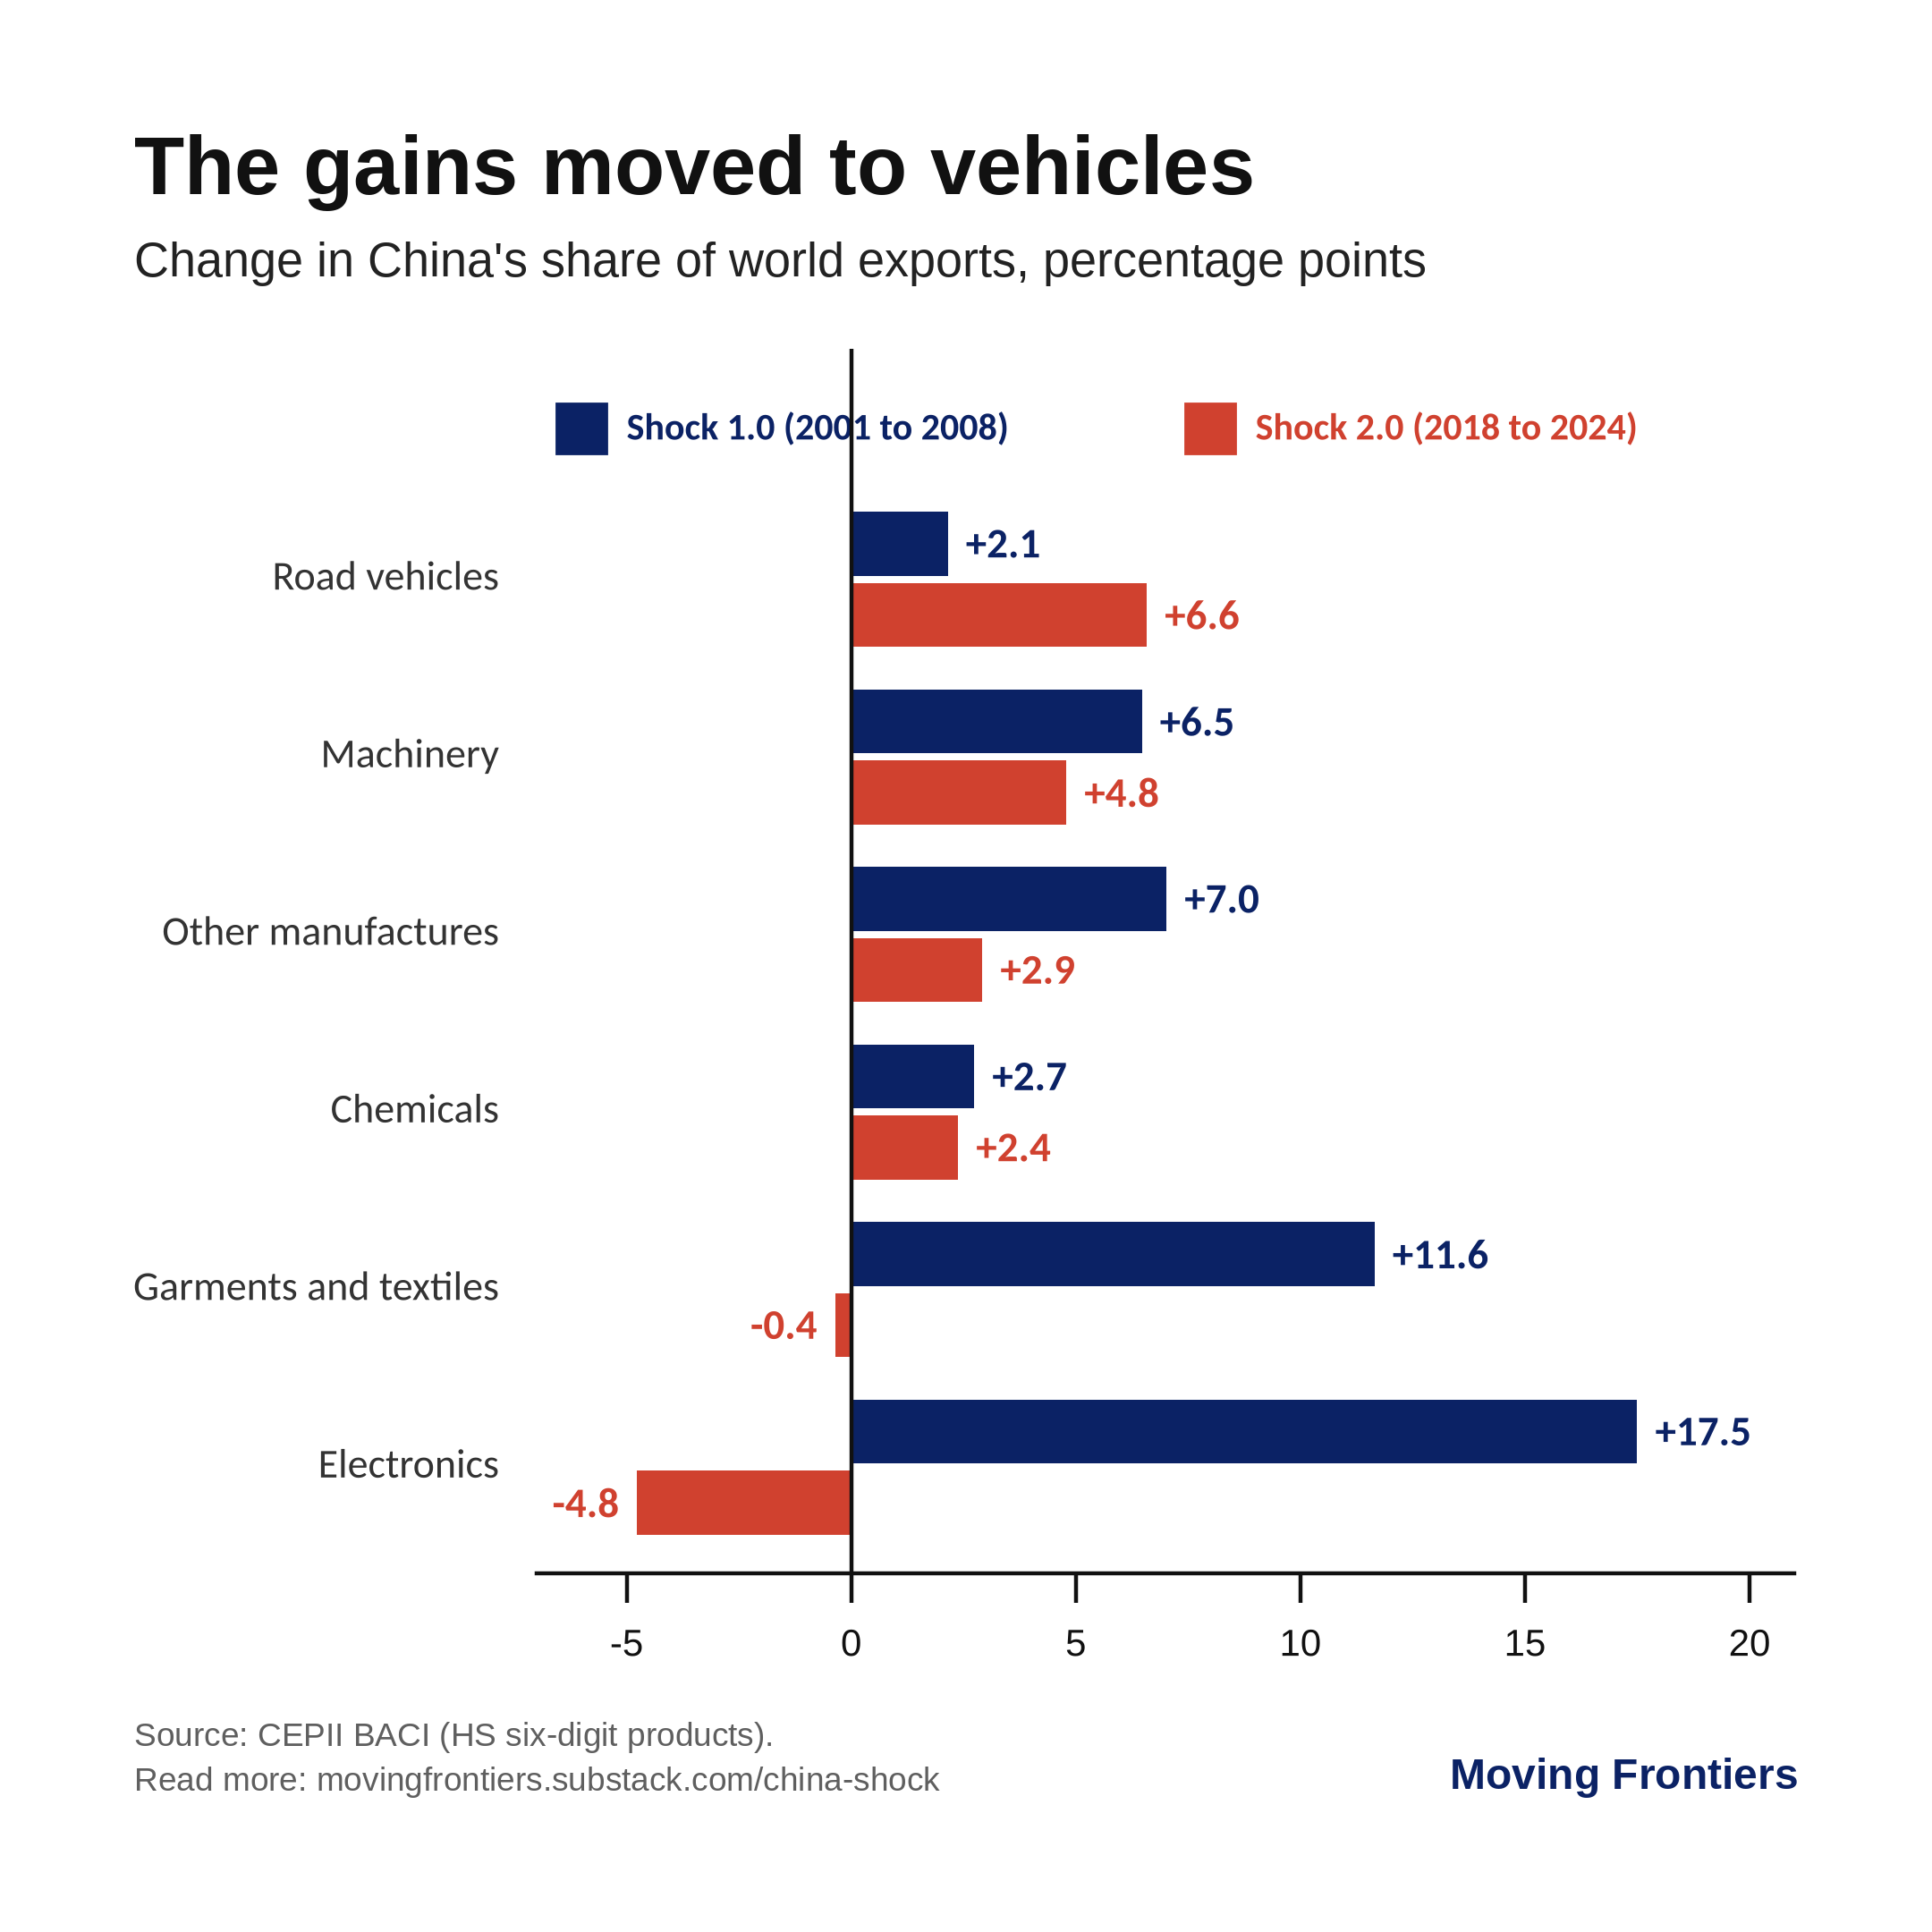 The gains moved to vehicles
Change in China's share of world exports, percentage points
Shock 1.0 (2001 to 2008)
Shock 2.0 (2018 to 2024)
Road vehicles
+2.1
+6.6
Machinery
+6.5
+4.8
Other manufactures
+7.0
+2.9
Chemicals
+2.7
+2.4
Garments and textiles
+11.6
-0.4
Electronics
+17.5
-4.8
-5 0 5 10 15 20
Source: CEPII BACI (HS six-digit products).
Read more: movingfrontiers.substack.com/china-shock
Moving Frontiers